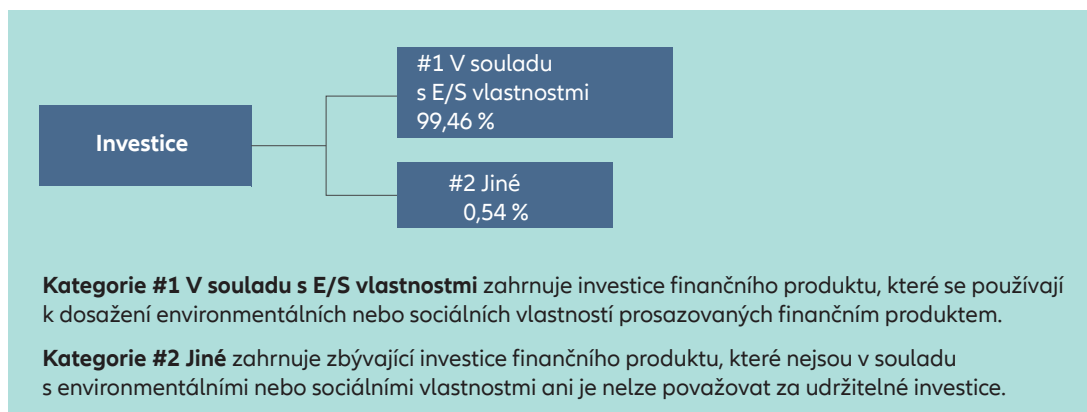 #1 V souladu
s E/S vlastnostmi
99,46 %
Investice
#2 Jiné
0,54 %
Kategorie #1 V souladu s E/S vlastnostmi zahrnuje investice finančního produktu, které se používají
k dosažení environmentálních nebo sociálních vlastností prosazovaných finančním produktem.
Kategorie #2 Jiné zahrnuje zbývající investice finančního produktu, které nejsou v souladu
s environmentálními nebo sociálními vlastnostmi ani je nelze považovat za udržitelné investice.